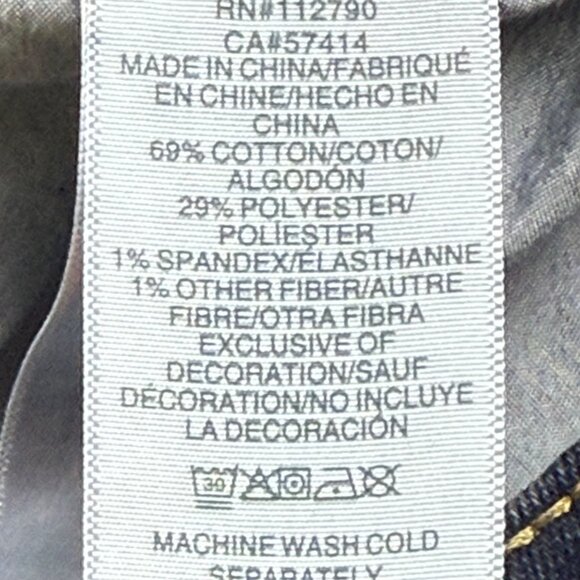 RN#112790
CA#57414
MADE IN CHINA/FABRIQUÉ
EN CHINE/HECHO EN
CHINA
69% COTTON/COTON/
ALGODÓN
29% POLYESTER/
POLIESTER
1% SPANDEX/ÉLASTHANNE
1% OTHER FIBER/AUTRE
FIBRE/OTRA FIBRA
EXCLUSIVE OF
DECORATION/SAUF
DÉCORATION/NO INCLUYE
LA DECORACIÓN
30
MACHINE WASH COLD
SEPARATELY